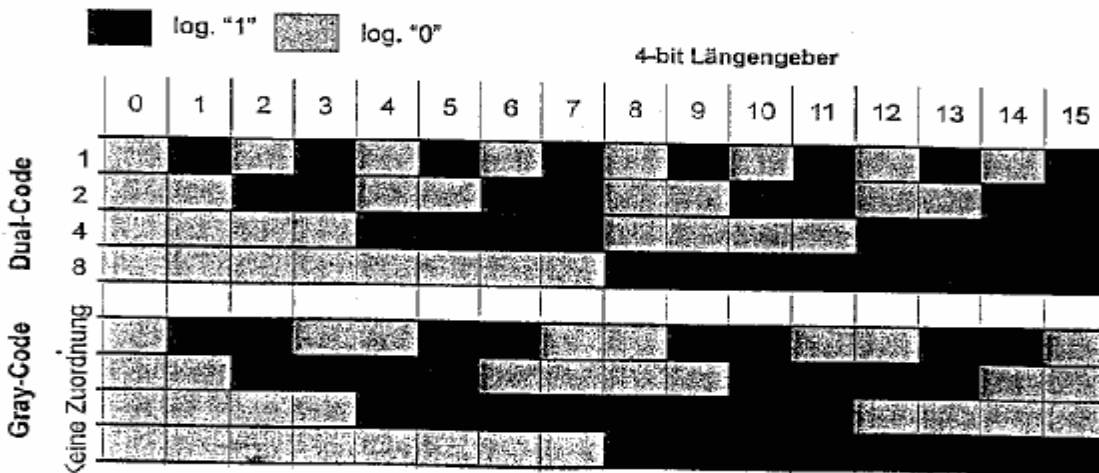 log. "1" log. "0"
4-bit Längengeber
0 1 2 3 4 5 6 7 8 9 10 11 12 13 14 15
Dual-Code
1
2
4
8
Gray-Code
Keine Zuordnung